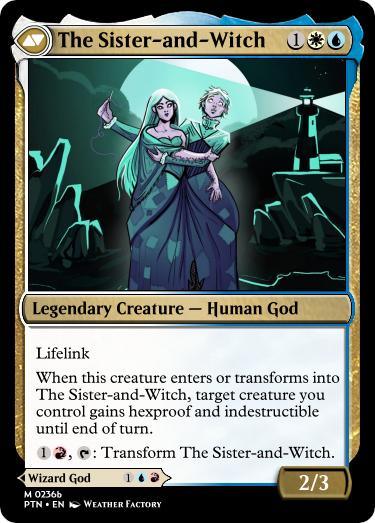 The Sister-and-Witch 1
Legendary Creature — Human God
Lifelink
When this creature enters or transforms into
The Sister-and-Witch, target creature you
control gains hexproof and indestructible
until end of turn.
1, : Transform The Sister-and-Witch.
Wizard God 1
2/3
M 0236b
PTN • EN Weather Factory